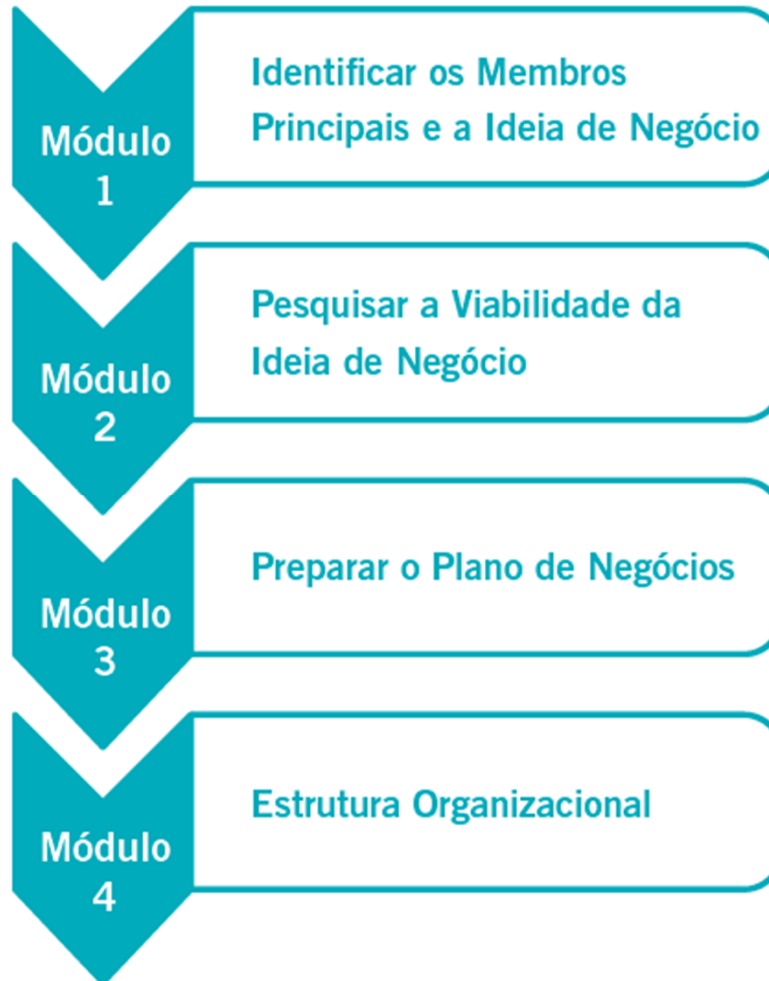 Módulo
1
Identificar os Membros
Principais e a Ideia de Negócio
Módulo
2
Pesquisar a Viabilidade da
Ideia de Negócio
Módulo
3
Preparar o Plano de Negócios
Módulo
4
Estrutura Organizacional